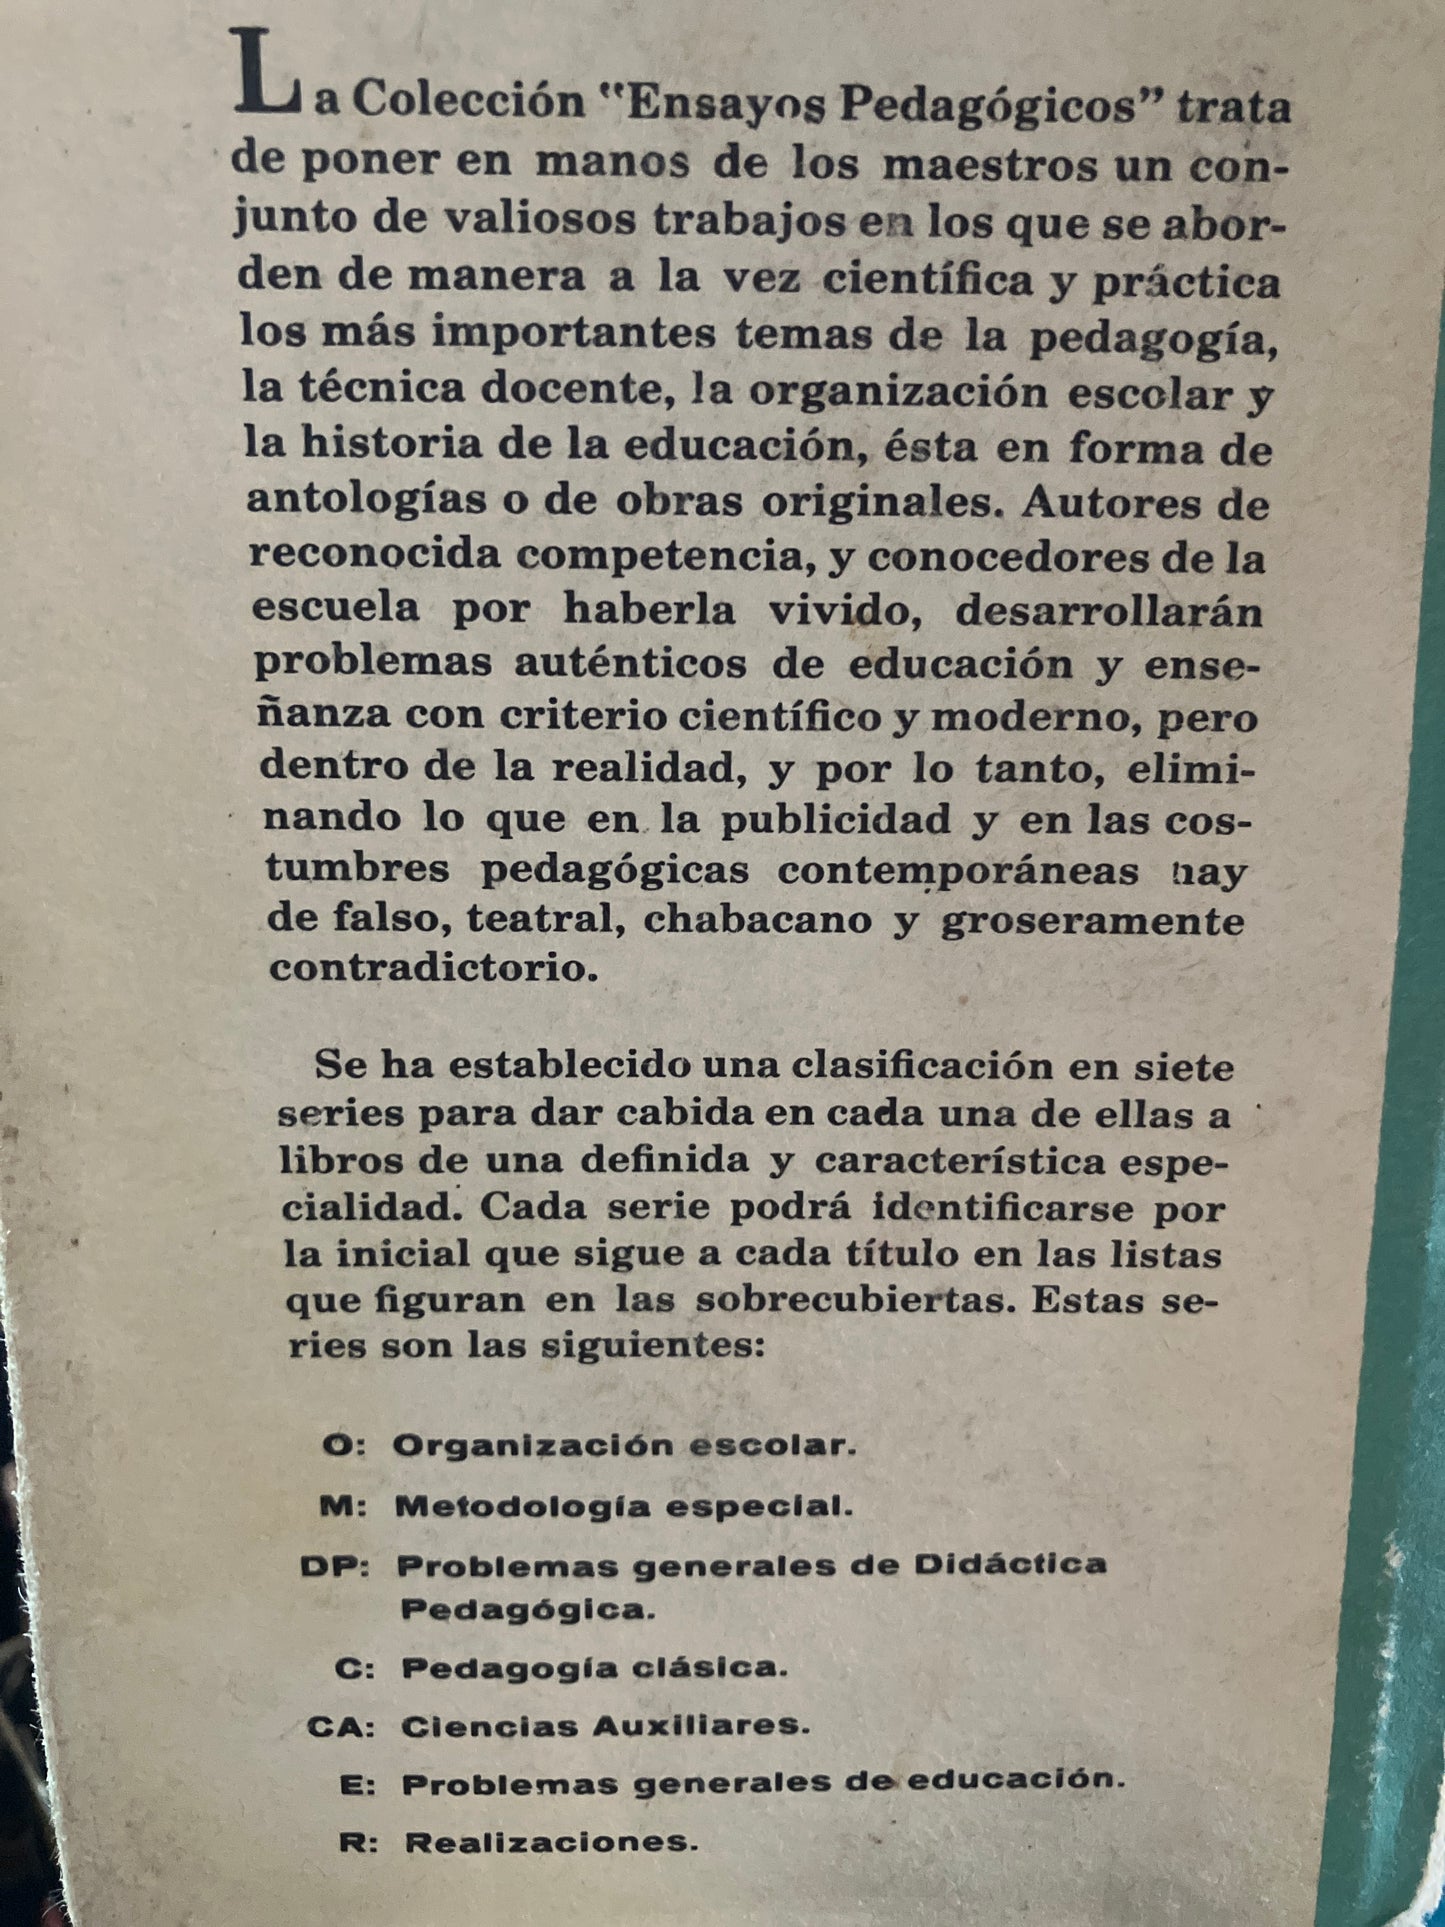 La Colección "Ensayos Pedagógicos" trata
de poner en manos de los maestros un con-
junto de valiosos trabajos en los que se abor-
den de manera a la vez científica y práctica
los más importantes temas de la pedagogía,
la técnica docente, la organización escolar y
la historia de la educación, ésta en forma de
antologías o de obras originales. Autores de
reconocida competencia, y conocedores de la
escuela por haberla vivido, desarrollarán
problemas auténticos de educación y ense-
ñanza con criterio científico y moderno, pero
dentro de la realidad, y por lo tanto, elimi-
nando lo que en la publicidad y en las cos-
tumbres pedagógicas contemporáneas hay
de falso, teatral, chabacano y groseramente
contradictorio.
Se ha establecido una clasificación en siete
series para dar cabida en cada una de ellas a
libros de una definida y característica espe-
cialidad. Cada serie podrá identificarse por
la inicial que sigue a cada título en las listas
que figuran en las sobrecubiertas. Estas se-
ries son las siguientes:
O: Organización escolar.
M: Metodología especial.
DP: Problemas generales de Didáctica
Pedagógica.
C: Pedagogía clásica.
CA: Ciencias Auxiliares.
E: Problemas generales de educación.
R: Realizaciones.